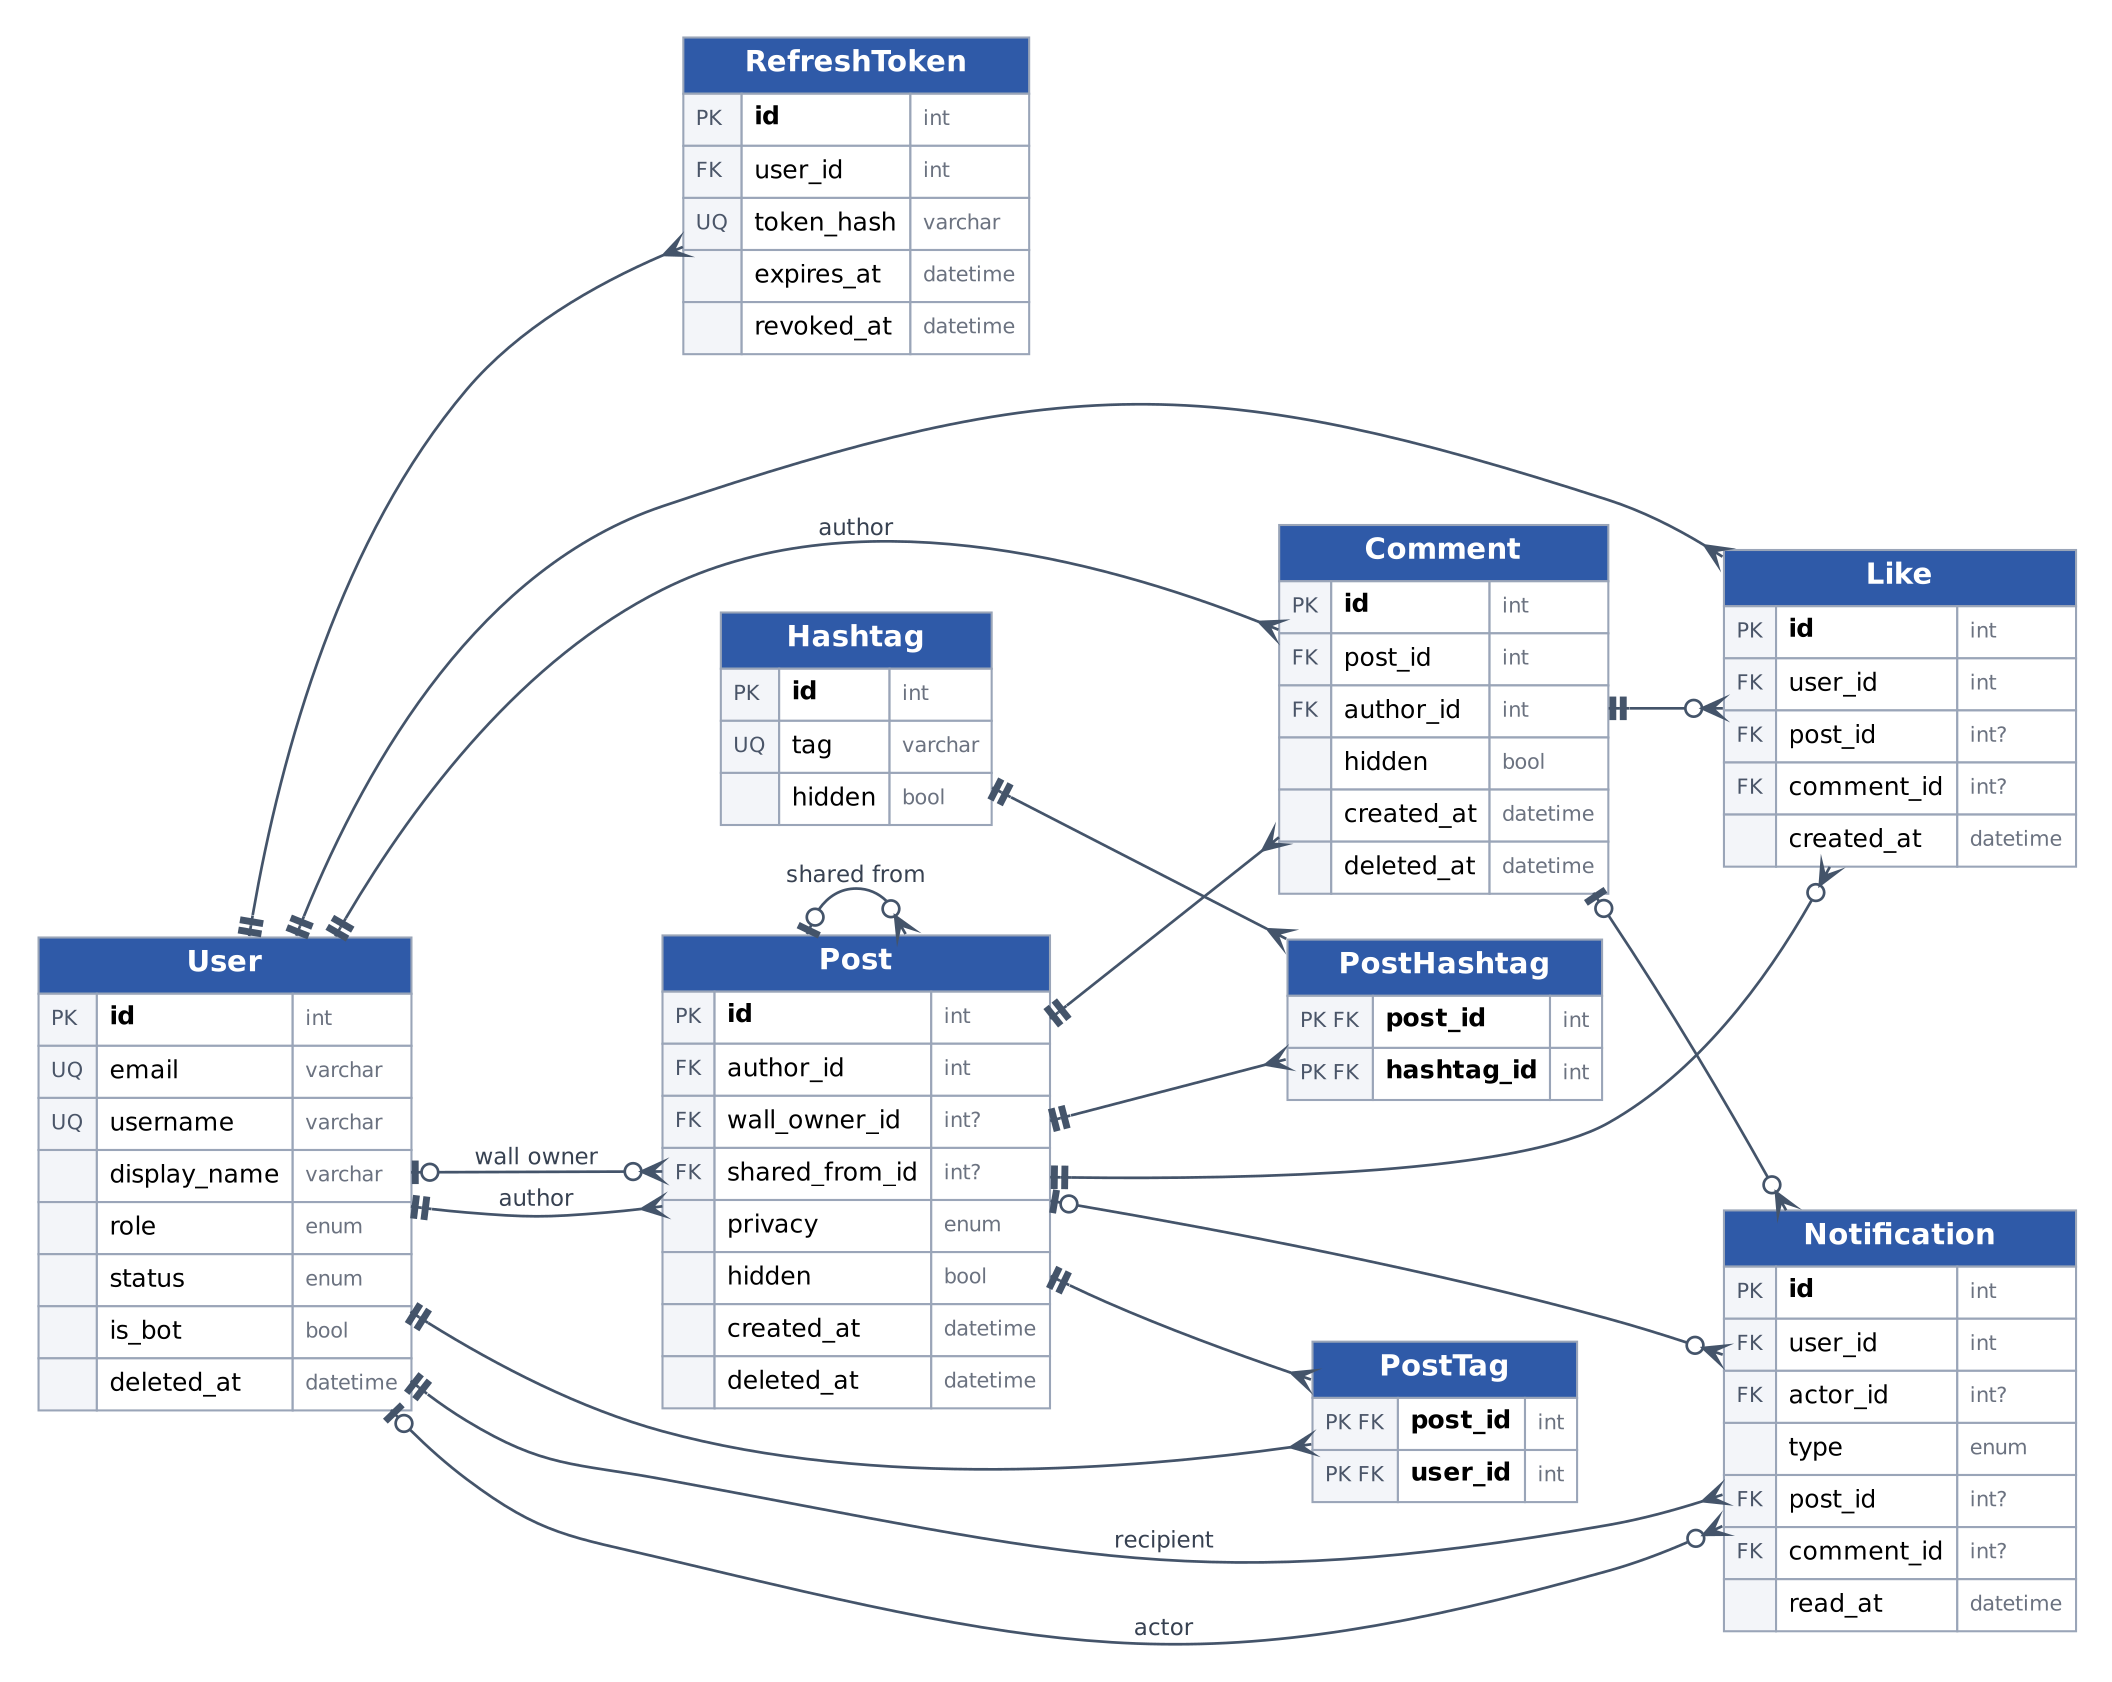 RefreshToken
PK id int
FK user_id int
UQ token_hash varchar
expires_at datetime
revoked_at datetime
author
Comment
PK id int
FK post_id int
FK author_id int
hidden bool
created_at datetime
deleted_at datetime
Like
PK id int
FK user_id int
FK post_id int?
FK comment_id int?
created_at datetime
Hashtag
PK id int
UQ tag varchar
hidden bool
shared from
User
PK id int
UQ email varchar
UQ username varchar
display_name varchar
role enum
status enum
is_bot bool
deleted_at datetime
wall owner
author
Post
PK id int
FK author_id int
FK wall_owner_id int?
FK shared_from_id int?
privacy enum
hidden bool
created_at datetime
deleted_at datetime
PostHashtag
PK FK post_id int
PK FK hashtag_id int
PostTag
PK FK post_id int
PK FK user_id int
Notification
PK id int
FK user_id int
FK actor_id int?
type enum
FK post_id int?
FK comment_id int?
read_at datetime
recipient
actor